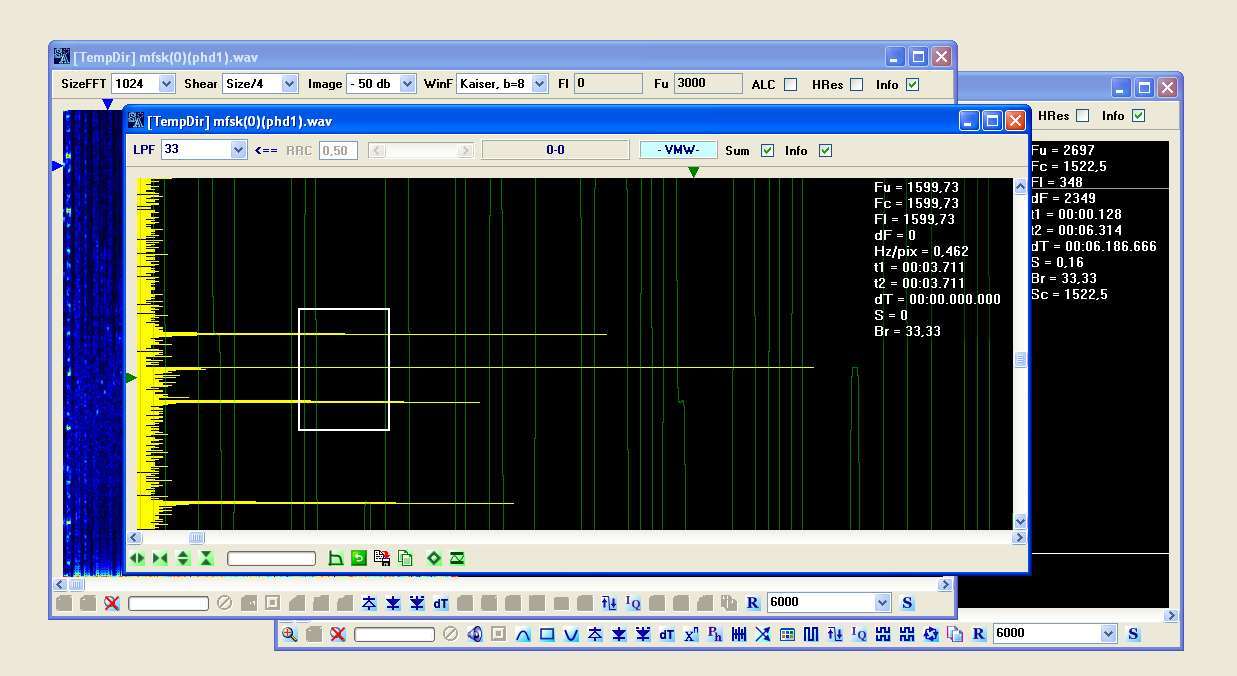 [TempDir] mfsk(0)(phd1).wav
SizeFFT 1024 Shear Size/4 Image - 50 db WinF Kaiser, b=8 Fl 0 Fu 3000 ALC HRes Info
HRes Info
[TempDir] mfsk(0)(phd1).wav
LPF 33 <== RRC 0,50 0-0 - VMW- Sum Info
Fu = 1599,73
Fc = 1599,73
Fl = 1599,73
dF = 0
Hz/pix = 0,462
t1 = 00:03.711
t2 = 00:03.711
dT = 00:00.000.000
S = 0
Br = 33,33
Fu = 2697
Fc = 1522,5
Fl = 348
dF = 2349
t1 = 00:00.128
t2 = 00:06.314
dT = 00:06.186.666
S = 0,16
Br = 33,33
Sc = 1522,5
dT IQ R 6000 S
dT Xn Ph IQ R 6000 S